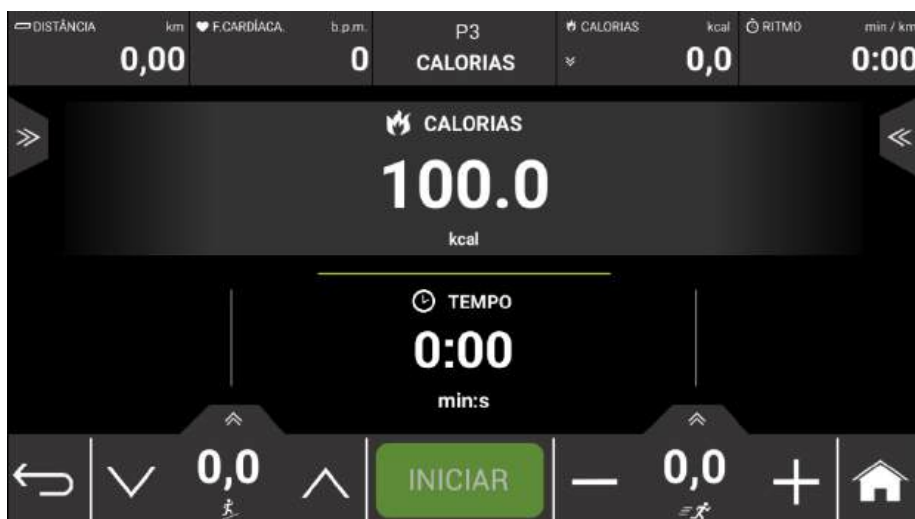 DISTÂNCIA km
0,00
F.CARDÍACA. b.p.m.
0
P3
CALORIAS
CALORIAS kcal
0,0
RITMO min / km
0:00
CALORIAS
100.0
kcal
TEMPO
0:00
min:s
0,0
INICIAR
0,0